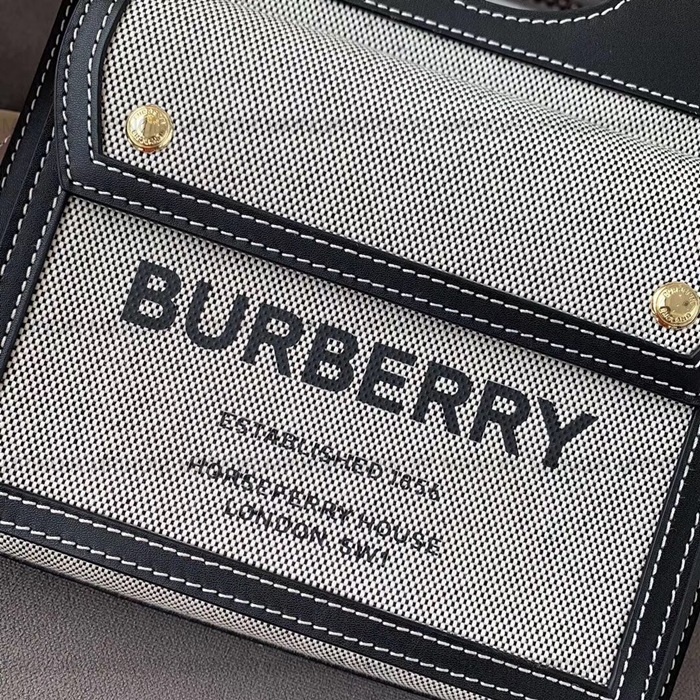 BURBERRY
ESTABLISHED 1856
HORSEFERRY HOUSE
LONDON SW1